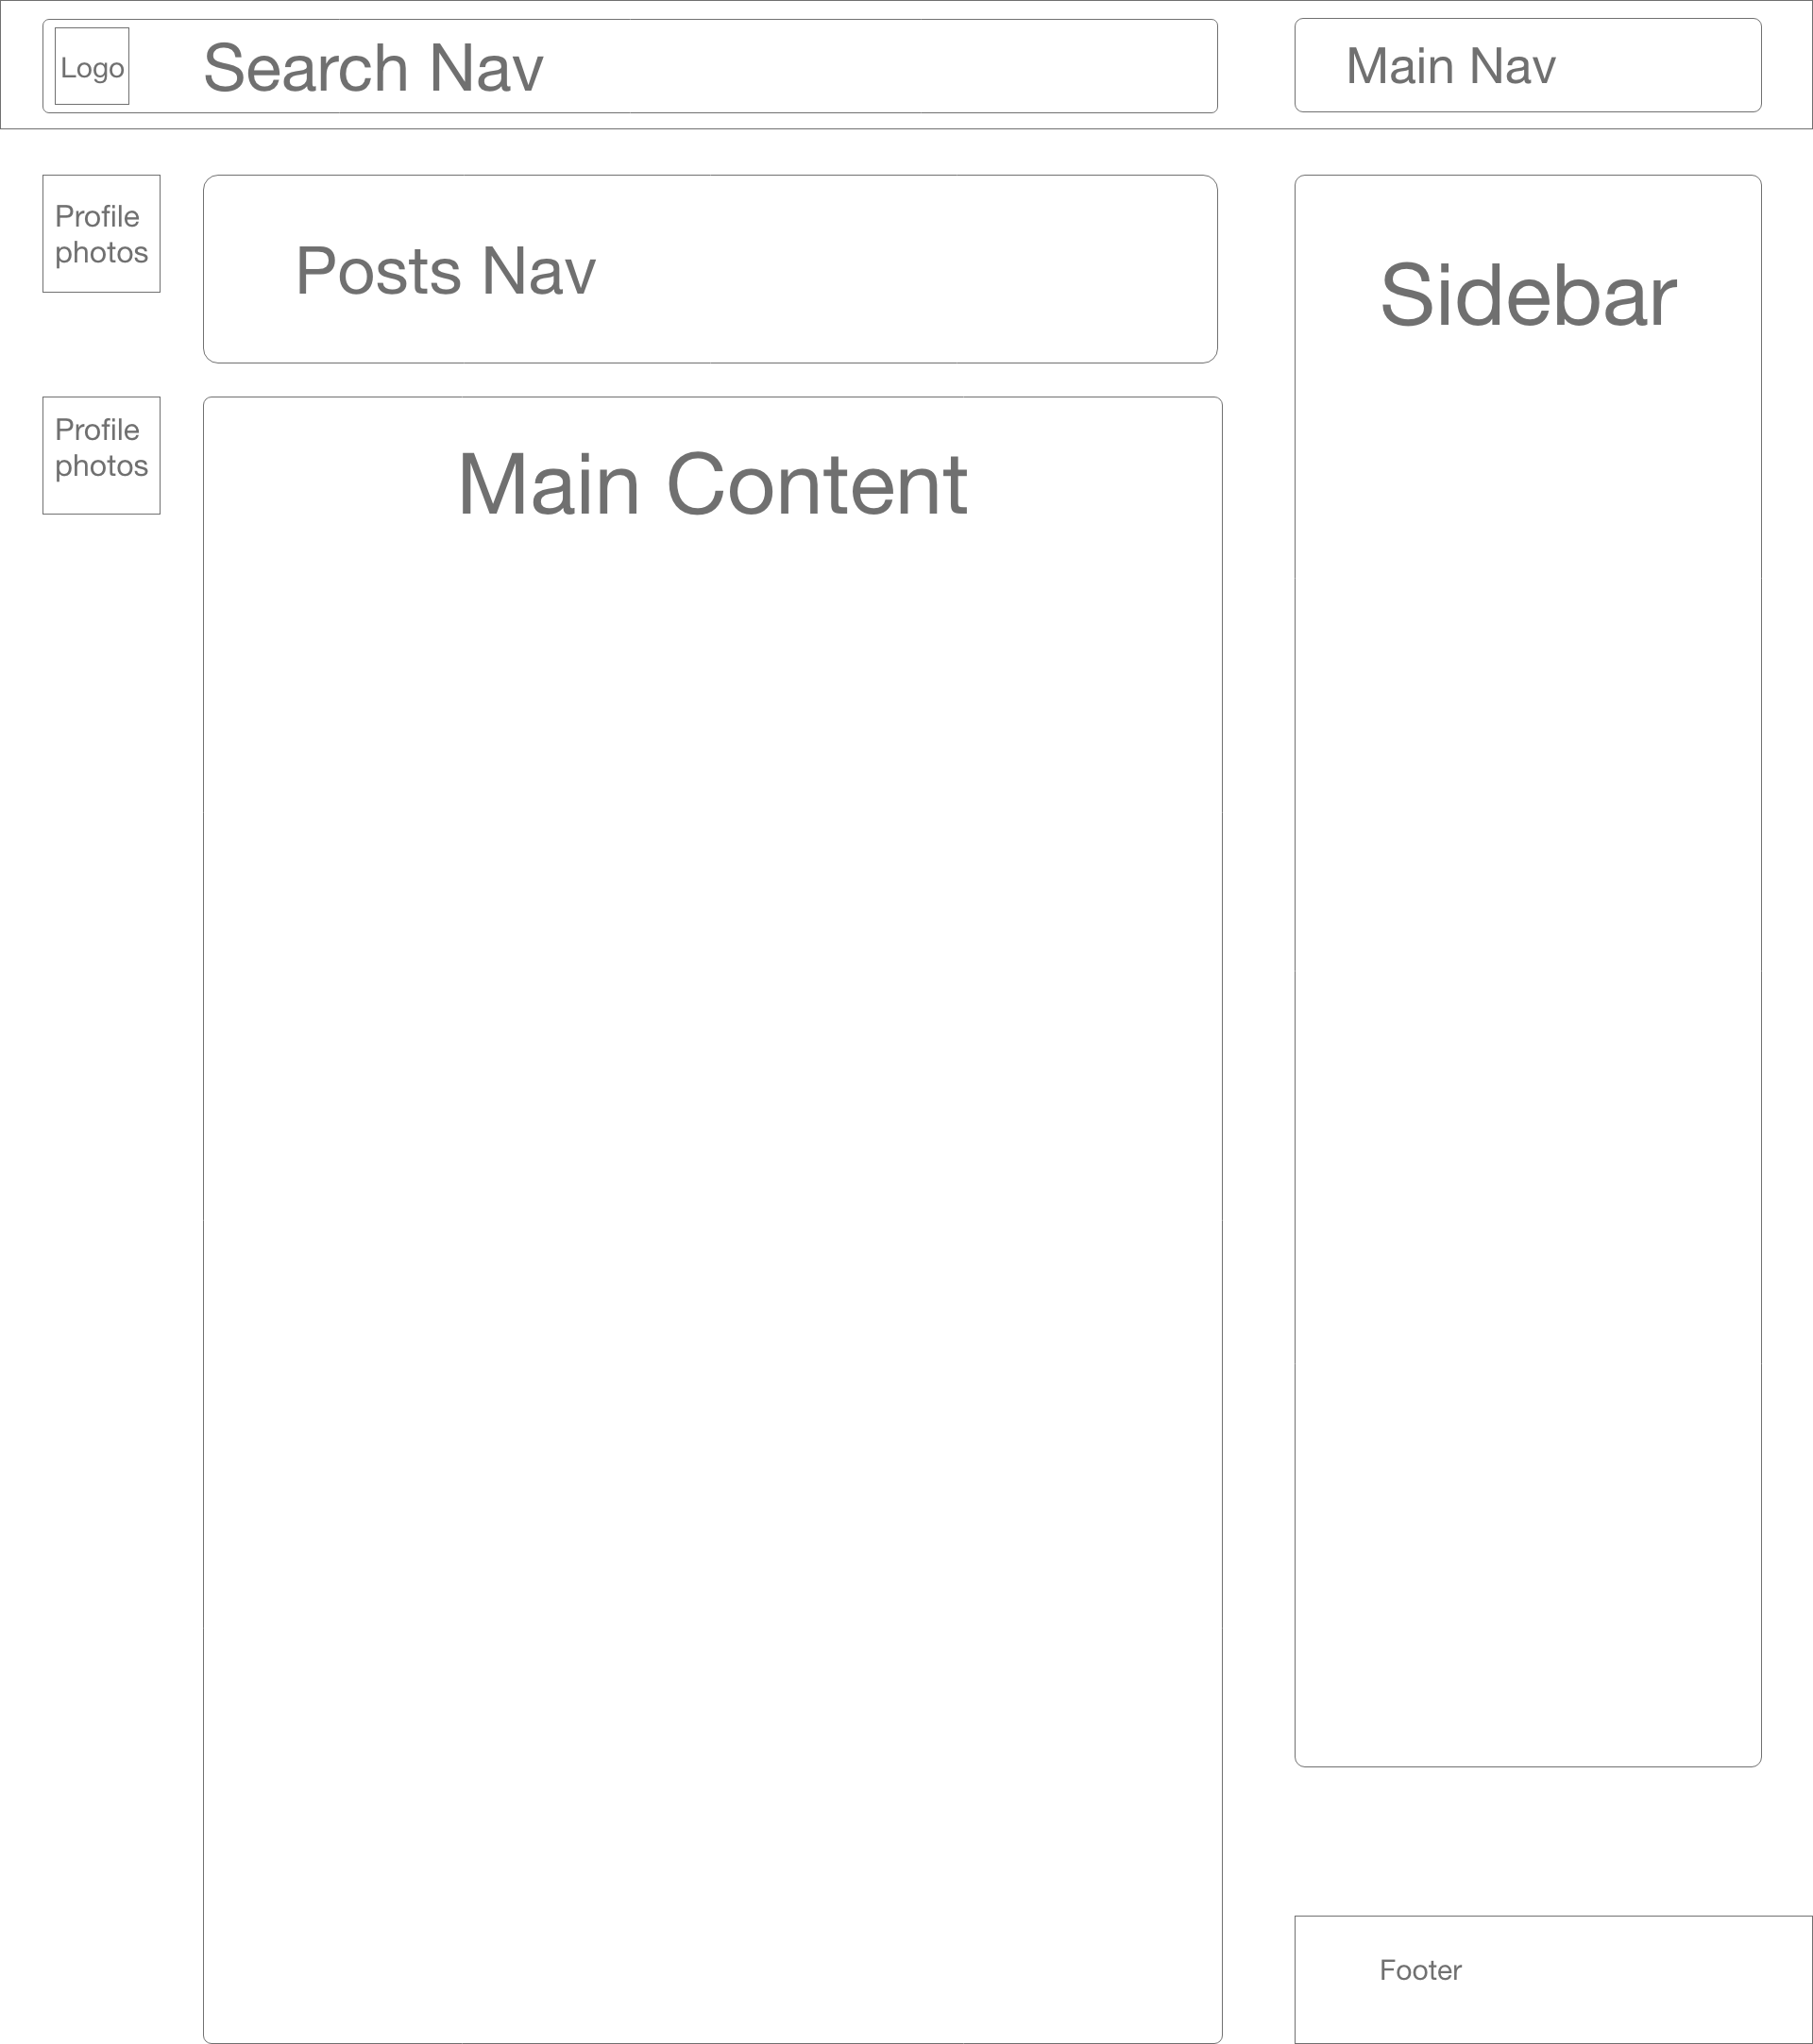 Logo
Search Nav
Main Nav
Profile
photos
Posts Nav
Sidebar
Profile
photos
Main Content
Footer